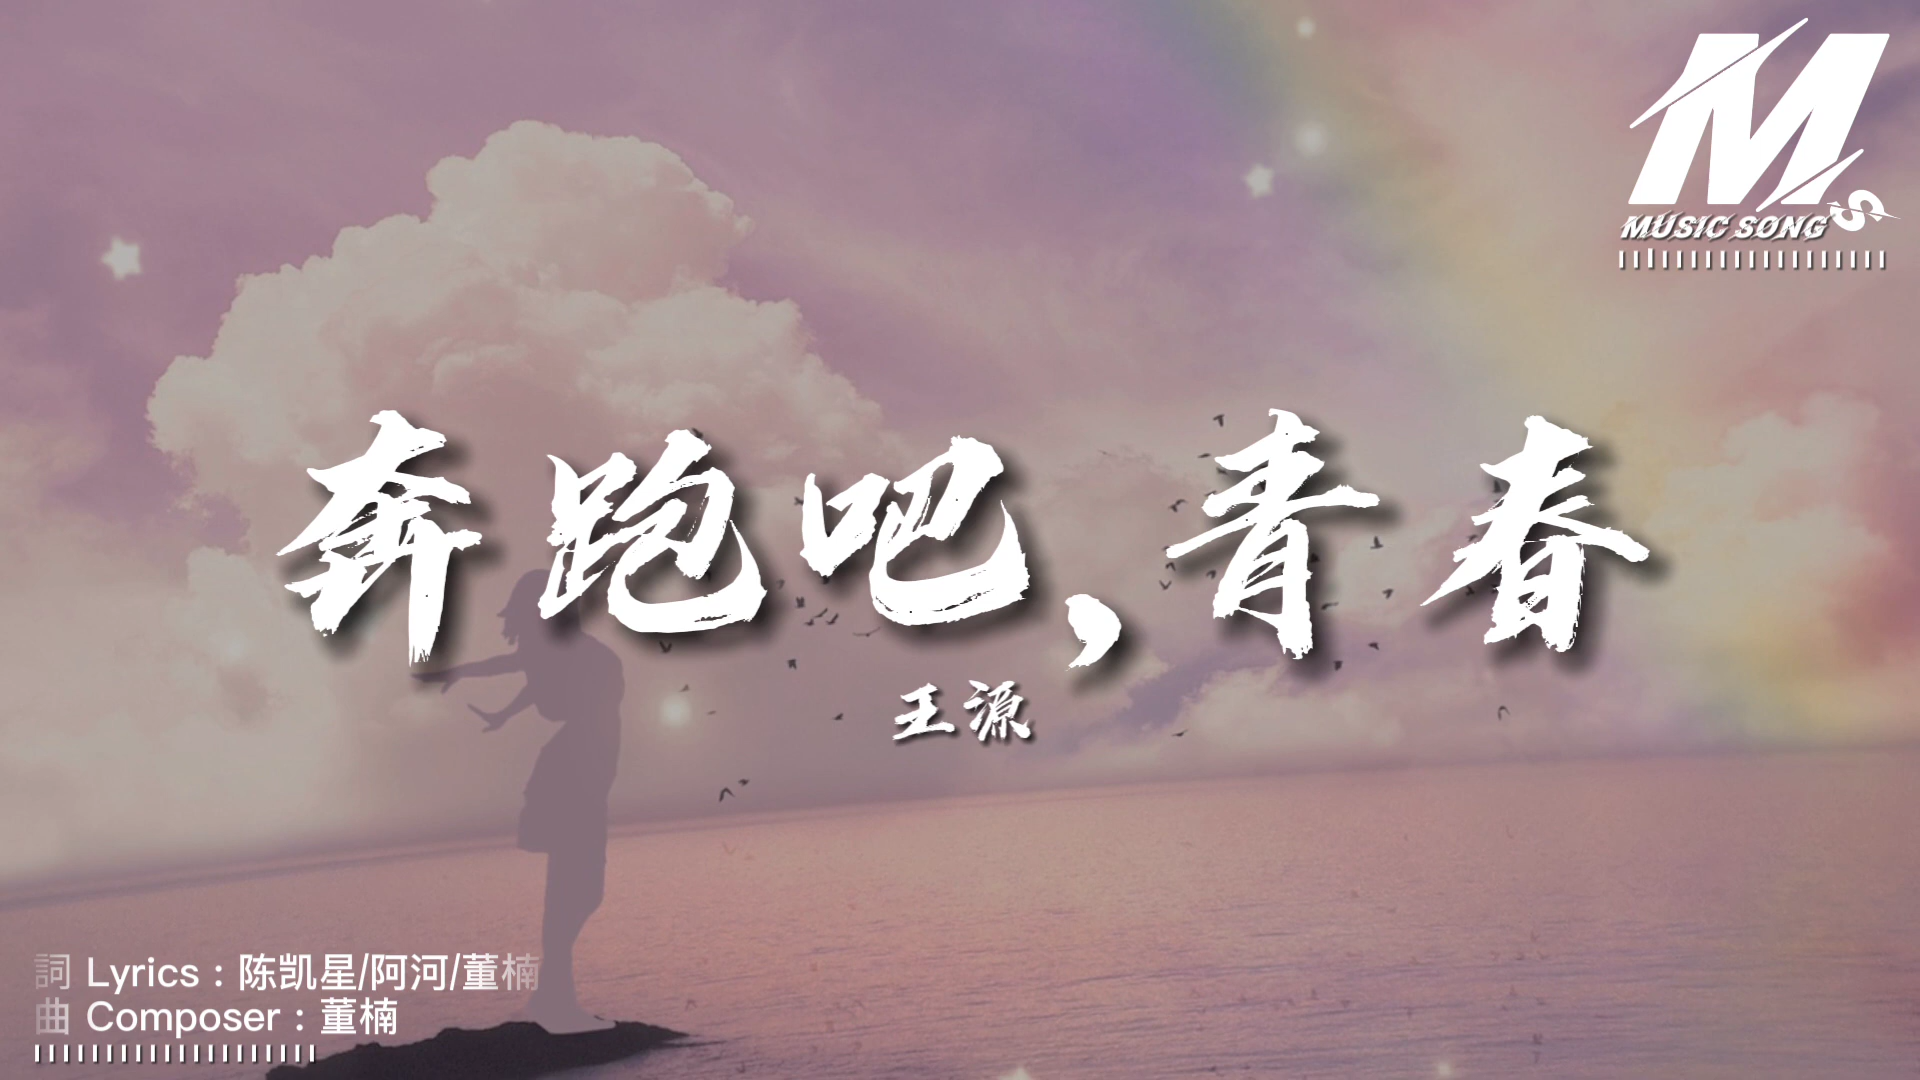 M
S
MUSIC SONG
奔跑吧,青春
王源
詞 Lyrics : 陈凯星/阿河/董楠
曲 Composer : 董楠